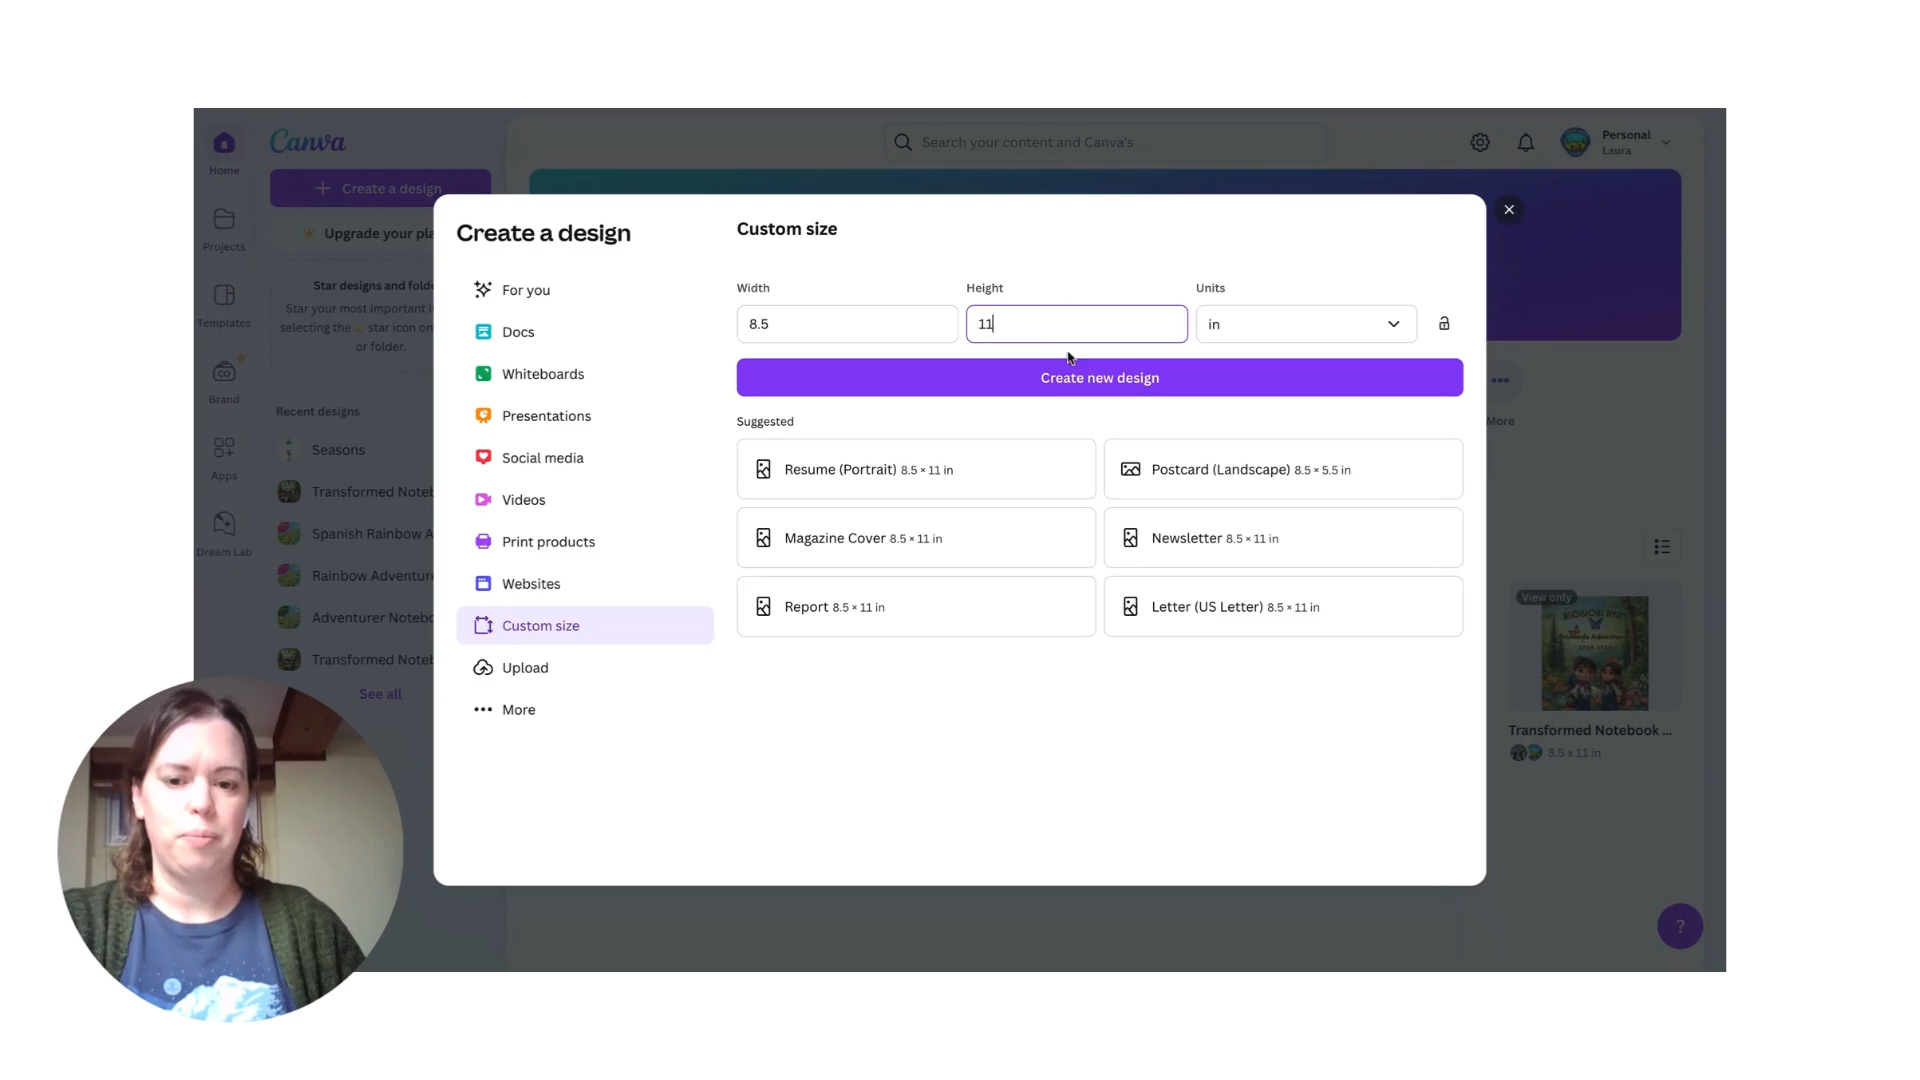 Canva
Search your content and Canva's
Personal
Laura
Home
Create a design
Projects
Upgrade your pla
Star designs and folde
Star your most important i
selecting the star icon on
or folder.
Templates
Brand
Recent designs
Seasons
Apps
Transformed Noteb
Spanish Rainbow A
Dream Lab
Rainbow Adventure
Adventurer Notebo
Transformed Noteb
See all
Create a design
For you
Docs
Whiteboards
Presentations
Social media
Videos
Print products
Websites
Custom size
Upload
More
Custom size
Width
Height
Units
8.5
11
in
Create new design
Suggested
Resume (Portrait) 8.5 × 11 in
Postcard (Landscape) 8.5 × 5.5 in
Magazine Cover 8.5 × 11 in
Newsletter 8.5 × 11 in
Report 8.5 × 11 in
Letter (US Letter) 8.5 × 11 in
More
View only
Transformed Notebook ...
8.5 x 11 in
?